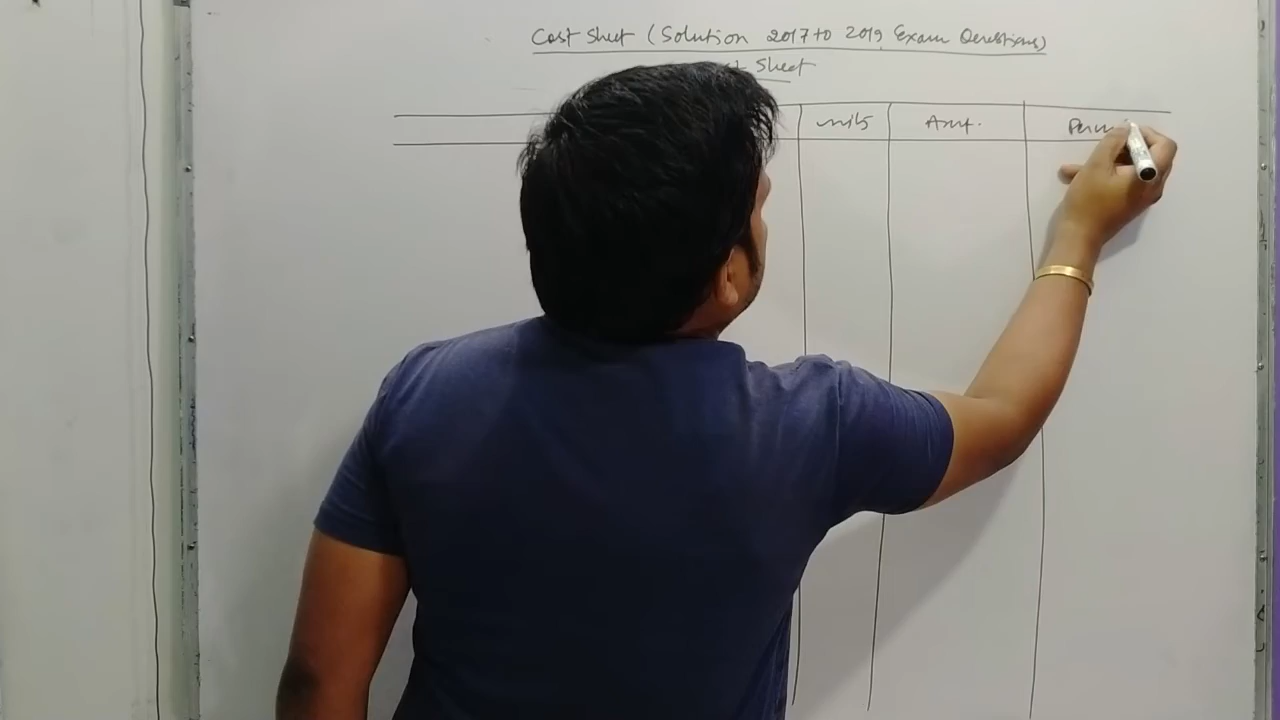 Cost Sheet (Solution 2017 to 2019 Exam Questions)
Sheet
units Amt.